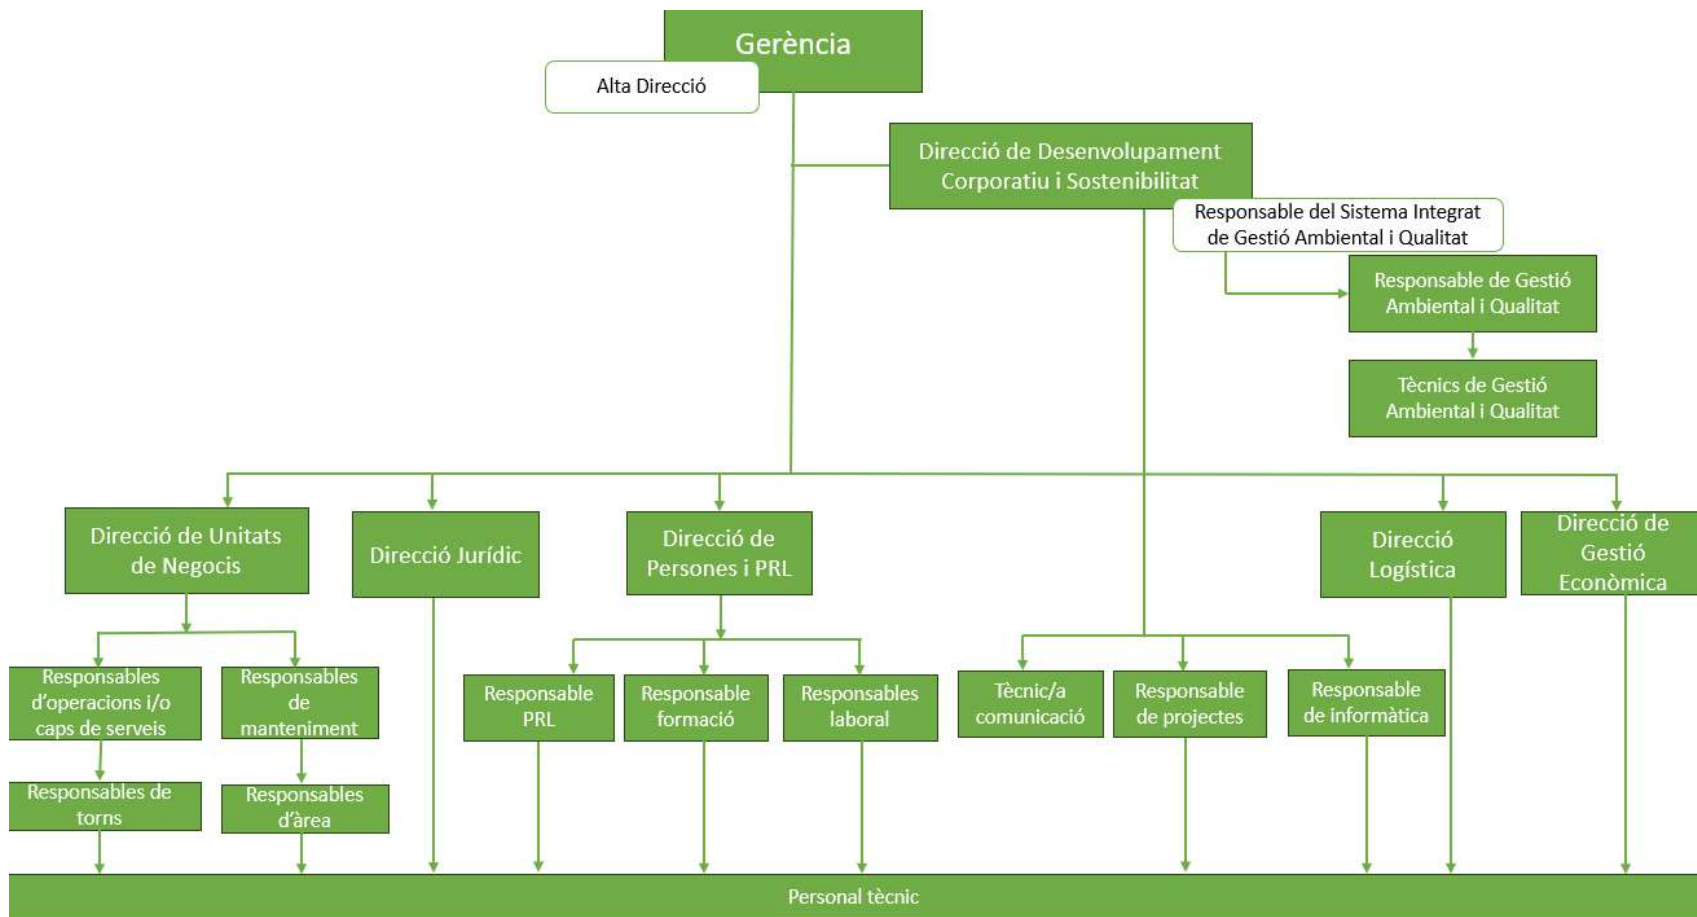 Gerència
Alta Direcció
Direcció de Desenvolupament
Corporatiu i Sostenibilitat
Responsable del Sistema Integrat
de Gestió Ambiental i Qualitat
Responsable de Gestió
Ambiental i Qualitat
Tècnics de Gestió
Ambiental i Qualitat
Direcció de Unitats
de Negocis
Direcció Jurídic
Direcció de
Persones i PRL
Direcció
Logística
Direcció de
Gestió
Econòmica
Responsables
d'operacions i/o
caps de serveis
Responsables
de
manteniment
Responsable
PRL
Responsable
formació
Responsables
laboral
Tècnic/a
comunicació
Responsable
de projectes
Responsable
de informàtica
Responsables de
torns
Responsables
d'àrea
Personal tècnic